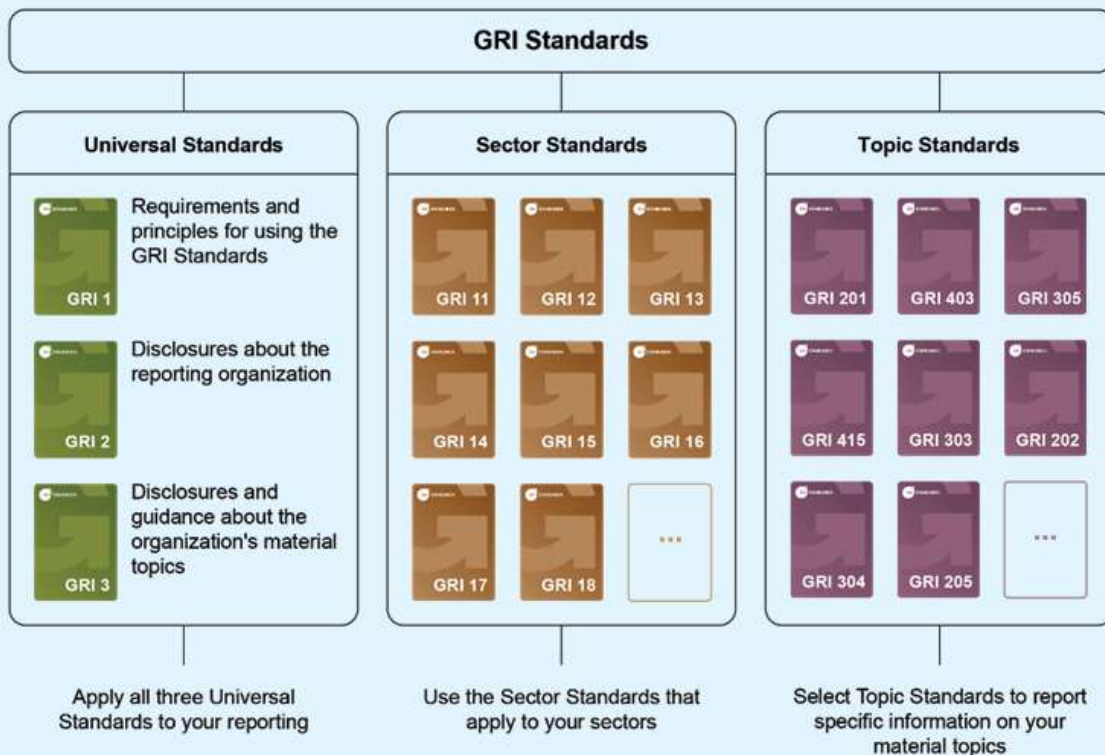 GRI Standards
Universal Standards
GRI 1
Requirements and
principles for using the
GRI Standards
GRI 2
Disclosures about the
reporting organization
GRI 3
Disclosures and
guidance about the
organization's material
topics
Apply all three Universal
Standards to your reporting
Sector Standards
GRI 11
GRI 12
GRI 13
GRI 14
GRI 15
GRI 16
GRI 17
GRI 18
...
Use the Sector Standards that
apply to your sectors
Topic Standards
GRI 201
GRI 403
GRI 305
GRI 415
GRI 303
GRI 202
GRI 304
GRI 205
...
Select Topic Standards to report
specific information on your
material topics